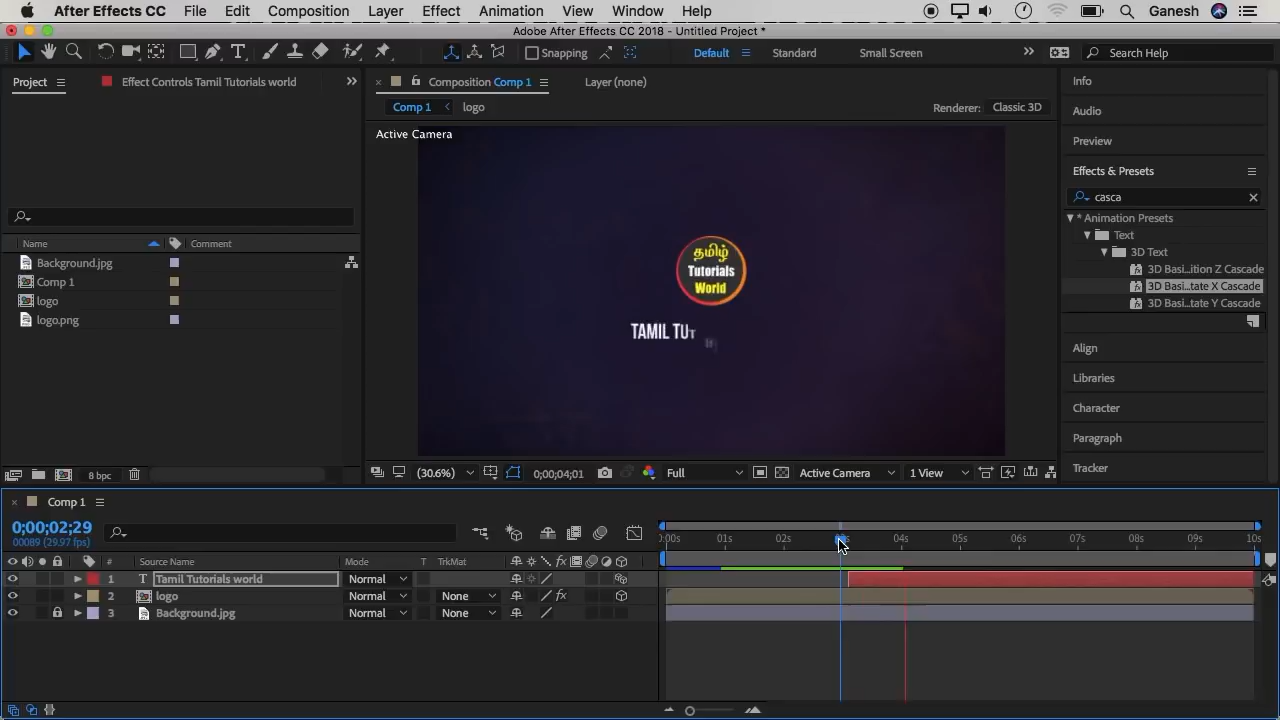 After Effects CC File Edit Composition Layer Effect Animation View Window Help Ganesh
Adobe After Effects CC 2018 - Untitled Project *
Snapping Default Standard Small Screen Search Help
Project Effect Controls Tamil Tutorials world
Composition Comp 1 Layer (none)
Comp 1 logo Renderer: Classic 3D
Active Camera
தமிழ்
Tutorials
World
TAMIL TUT
Name Comment
Background.jpg
Comp 1
logo
logo.png
8 bpc
(30.6%) 0;00;04;01 Full Active Camera 1 View
Info
Audio
Preview
Effects & Presets
casca
* Animation Presets
Text
3D Text
3D Basi...ition Z Cascade
3D Basi...tate X Cascade
3D Basi...tate Y Cascade
Align
Libraries
Character
Paragraph
Tracker
Comp 1
0;00;02;29
00089 (29.97 fps)
0:00s 01s 02s 04s 05s 06s 07s 08s 09s 10s
# Source Name Mode T TrkMat
1 T Tamil Tutorials world Normal
2 logo Normal None
3 Background.jpg Normal None